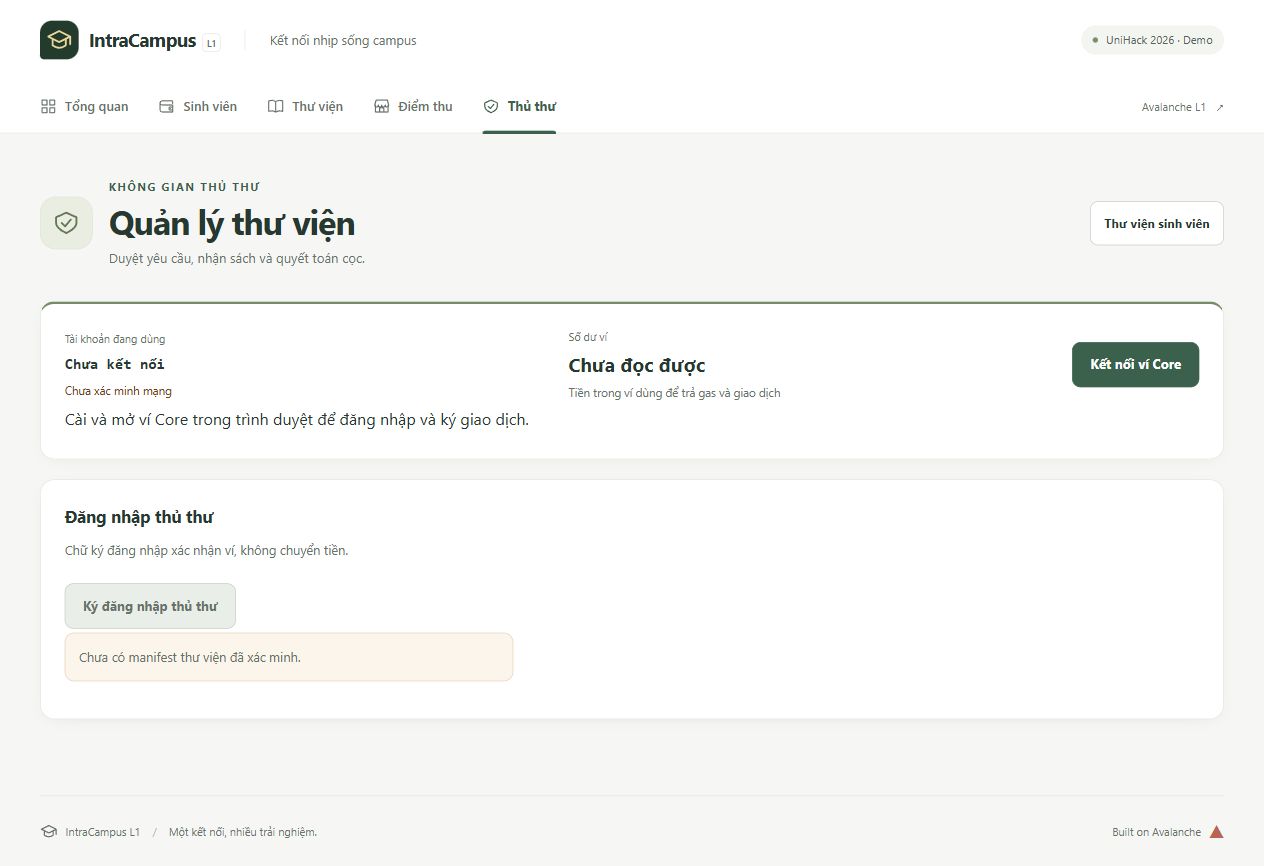 IntraCampus L1
Kết nối nhịp sống campus
UniHack 2026 · Demo
Tổng quan
Sinh viên
Thư viện
Điểm thu
Thủ thư
Avalanche L1 ↗
KHÔNG GIAN THỦ THƯ
Quản lý thư viện
Duyệt yêu cầu, nhận sách và quyết toán cọc.
Thư viện sinh viên
Tài khoản đang dùng
Chưa kết nối
Chưa xác minh mạng
Cài và mở ví Core trong trình duyệt để đăng nhập và ký giao dịch.
Số dư ví
Chưa đọc được
Tiền trong ví dùng để trả gas và giao dịch
Kết nối ví Core
Đăng nhập thủ thư
Chữ ký đăng nhập xác nhận ví, không chuyển tiền.
Ký đăng nhập thủ thư
Chưa có manifest thư viện đã xác minh.
IntraCampus L1 / Một kết nối, nhiều trải nghiệm.
Built on Avalanche